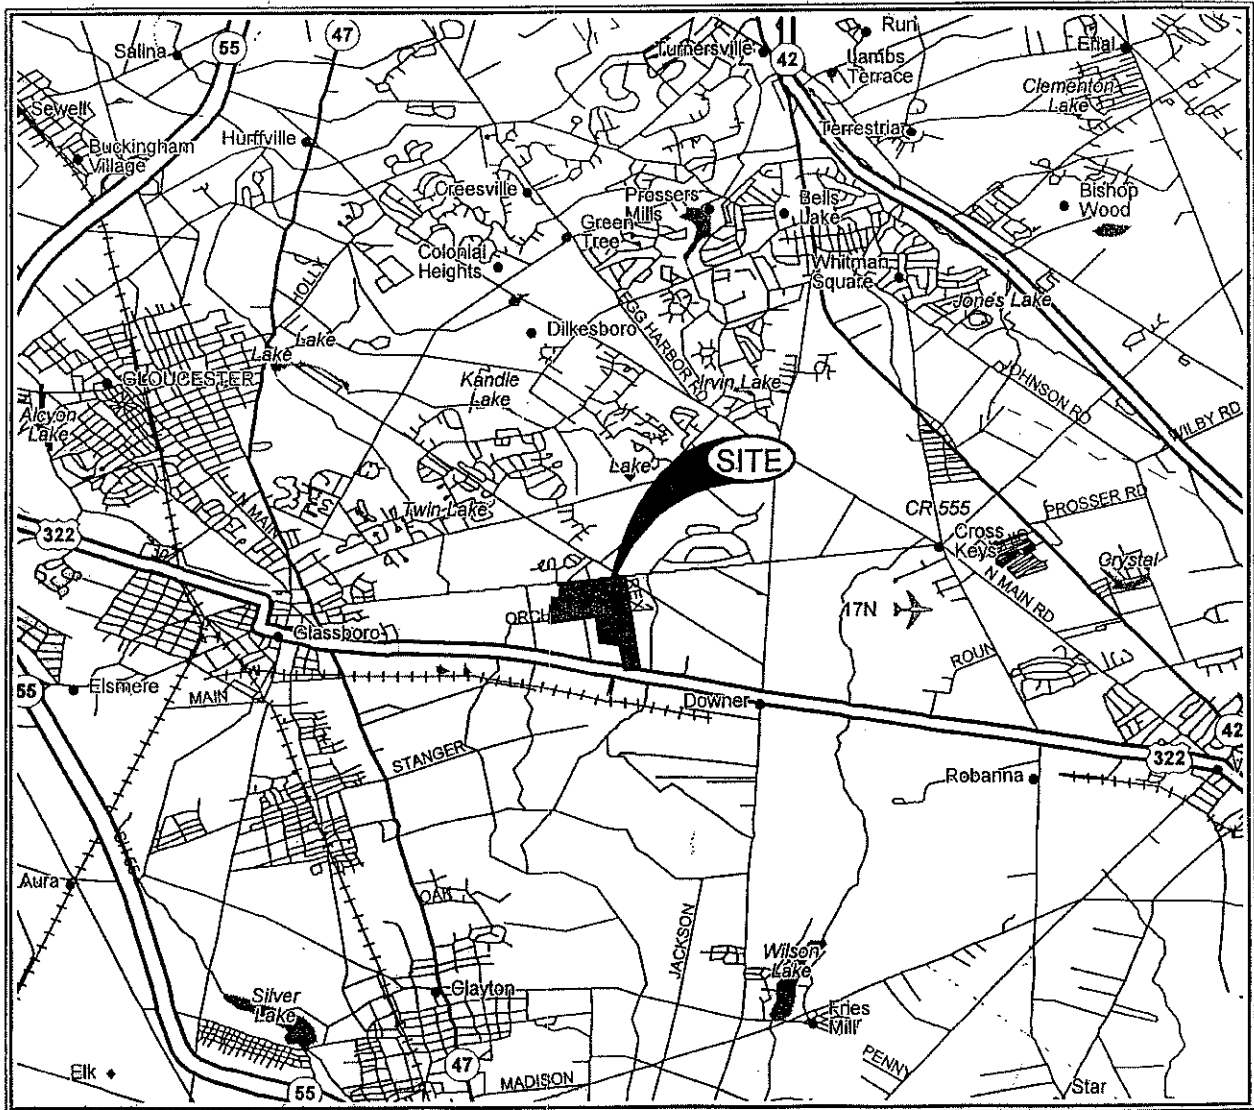 55
47
Salina
Turnersville
42
Run
Lambs
Terrace
Erial
Clementon
Lake
Sewell
Buckingham
Village
Hurffville
Terrestria
Creesville
Prossers
Mills
Bells
Lake
Bishop
Wood
Green
Tree
Colonial
Heights
Whitman
Square
HOLLY
EGG HARBOR RD
Jones Lake
Dilkesboro
Lake
Lake
GLOUCESTER
Kandle
Lake
Irvin Lake
JOHNSON RD
WILBY RD
Alcyon
Lake
Lake
SITE
N MAIN
Twin Lake
CR 555
PROSSER RD
322
Cross
Keys
Crystal
N MAIN RD
ORCH
17N
Glassboro
ROUN
55
Elsmere
MAIN
Downer
42
STANGER
322
Robanna
Aura
OAK
JACKSON
Wilson
Lake
Clayton
Silver
Lake
Fries
Mill
PENNY
Elk
47
55
MADISON
Star